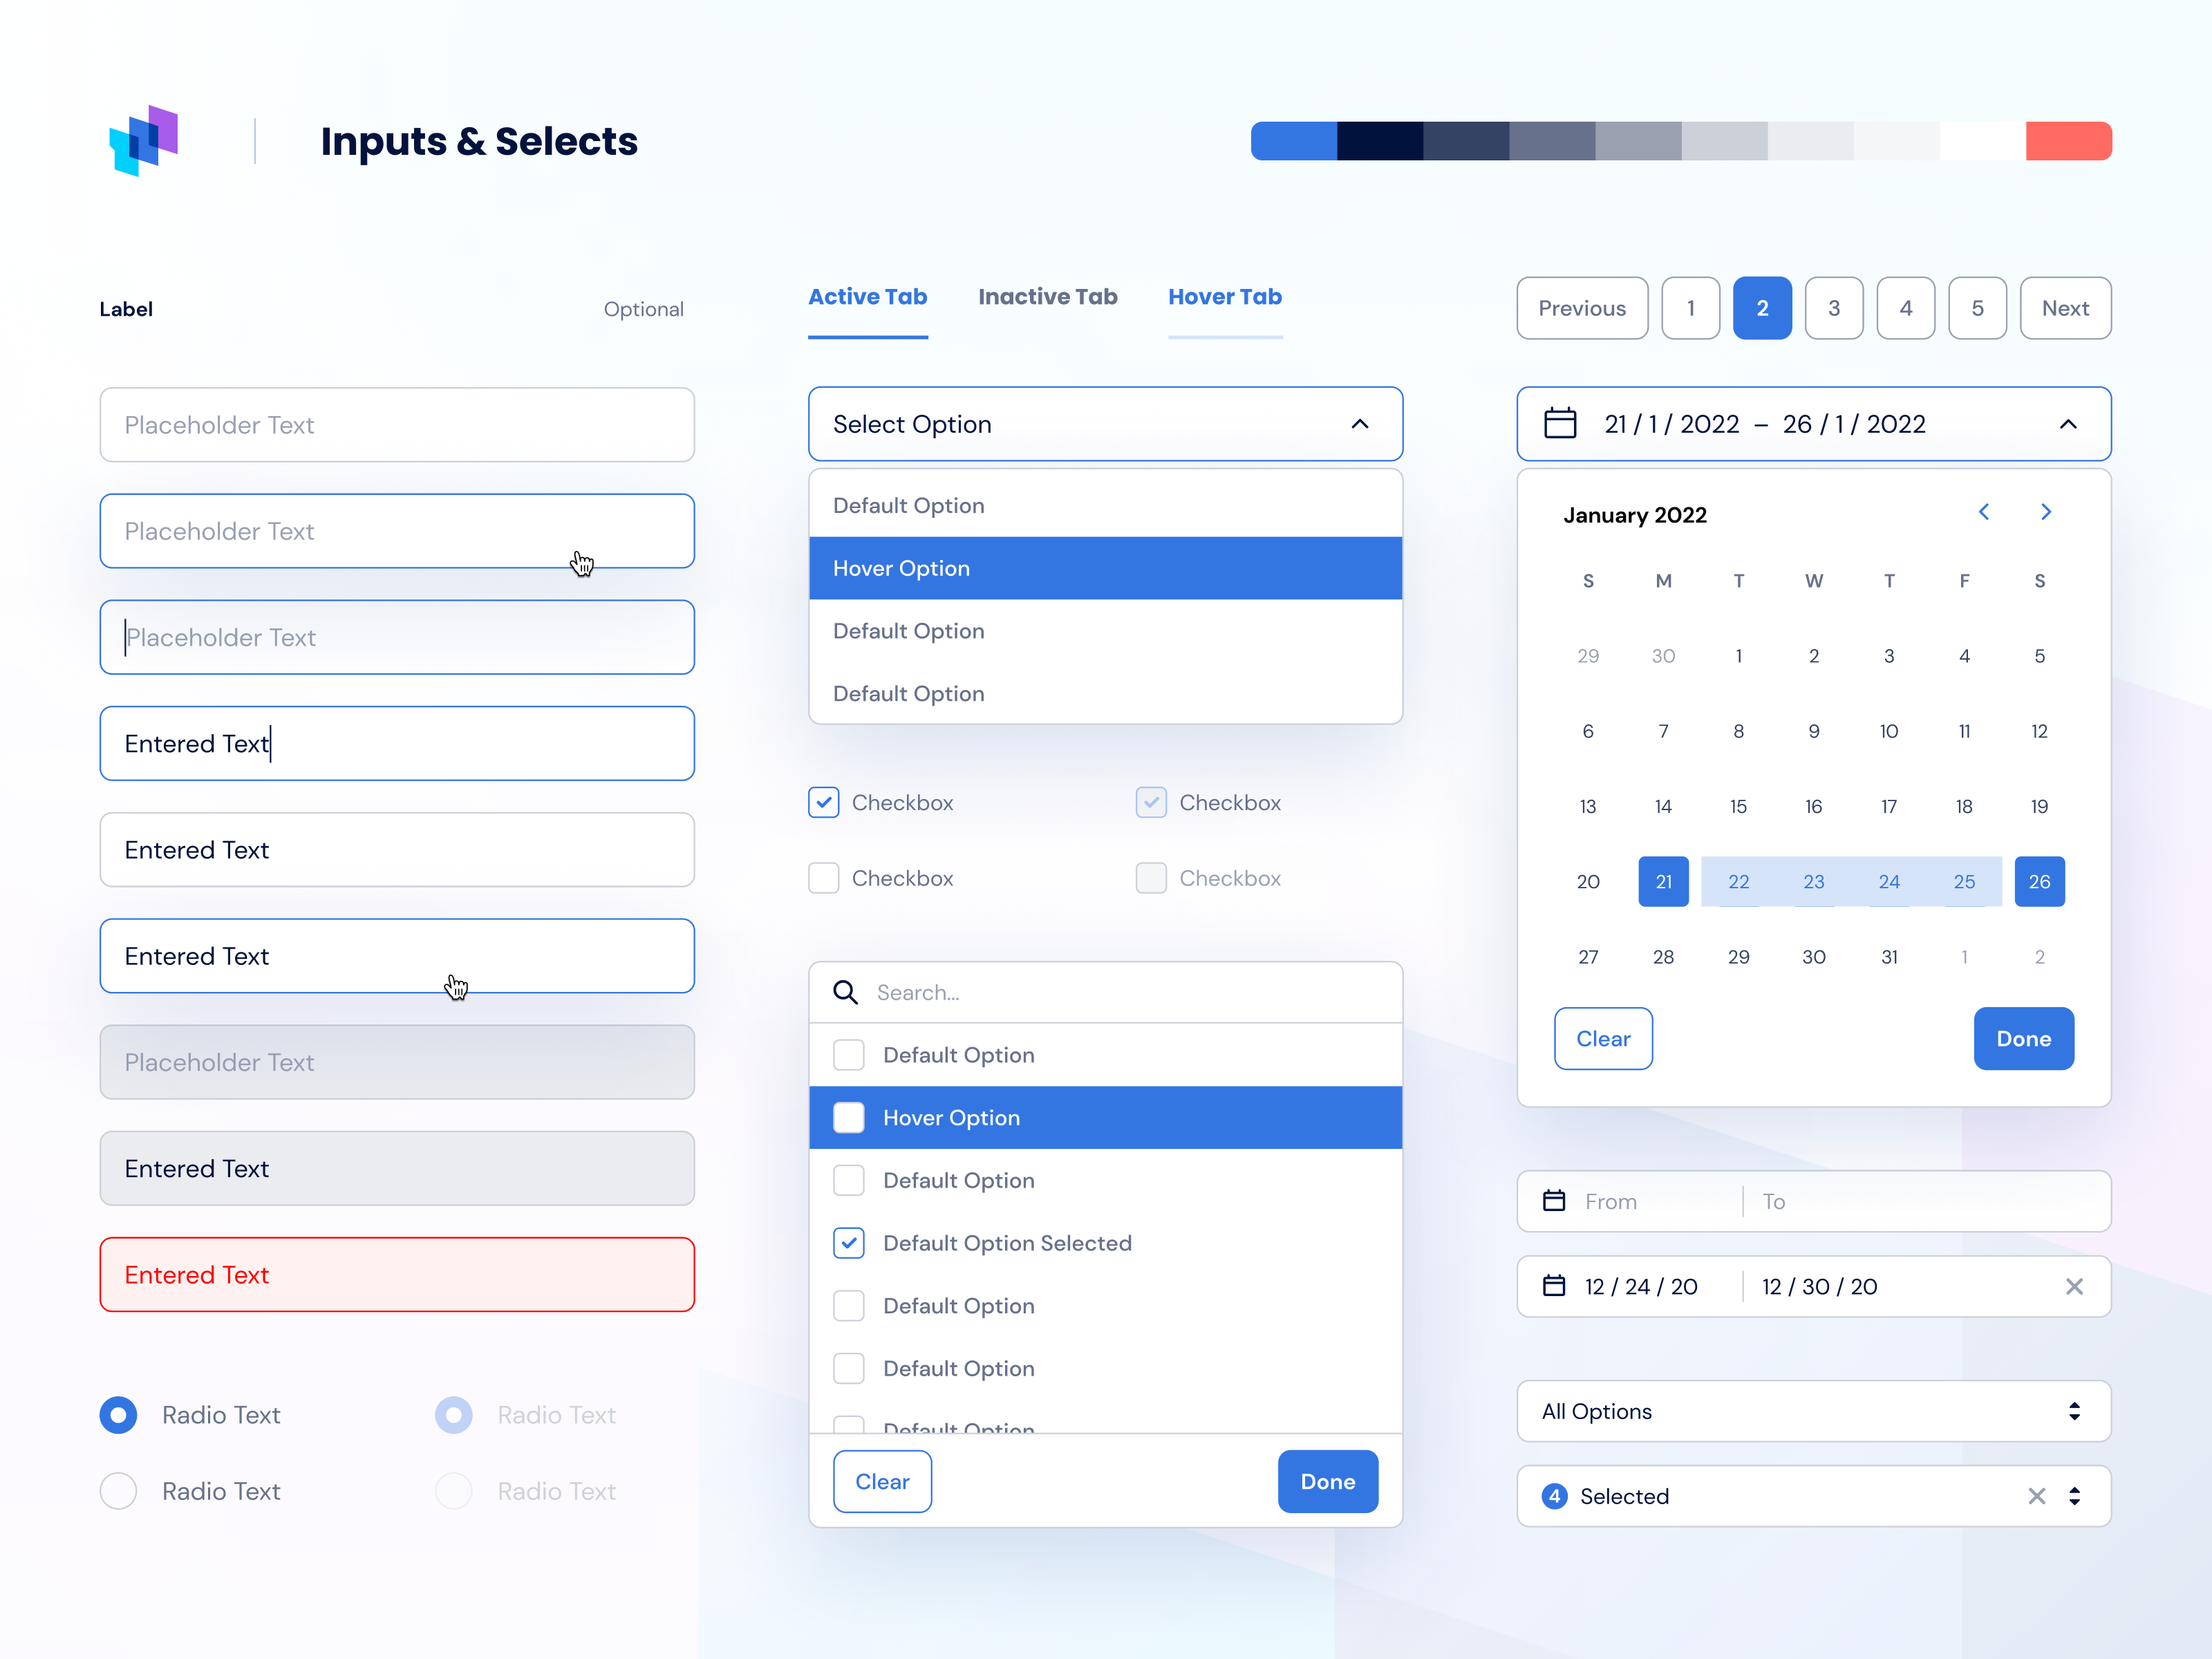 Inputs & Selects
Label Optional
Placeholder Text
Placeholder Text
Placeholder Text
Entered Text
Entered Text
Entered Text
Placeholder Text
Entered Text
Entered Text
Radio Text Radio Text
Radio Text Radio Text
Active Tab Inactive Tab Hover Tab
Select Option
Default Option
Hover Option
Default Option
Default Option
Checkbox Checkbox
Checkbox Checkbox
Search...
Default Option
Hover Option
Default Option
Default Option Selected
Default Option
Default Option
Default Option
Clear Done
Previous 1 2 3 4 5 Next
21 / 1 / 2022 – 26 / 1 / 2022
January 2022
S M T W T F S
29 30 1 2 3 4 5
6 7 8 9 10 11 12
13 14 15 16 17 18 19
20 21 22 23 24 25 26
27 28 29 30 31 1 2
Clear Done
From To
12 / 24 / 20 12 / 30 / 20
All Options
4 Selected